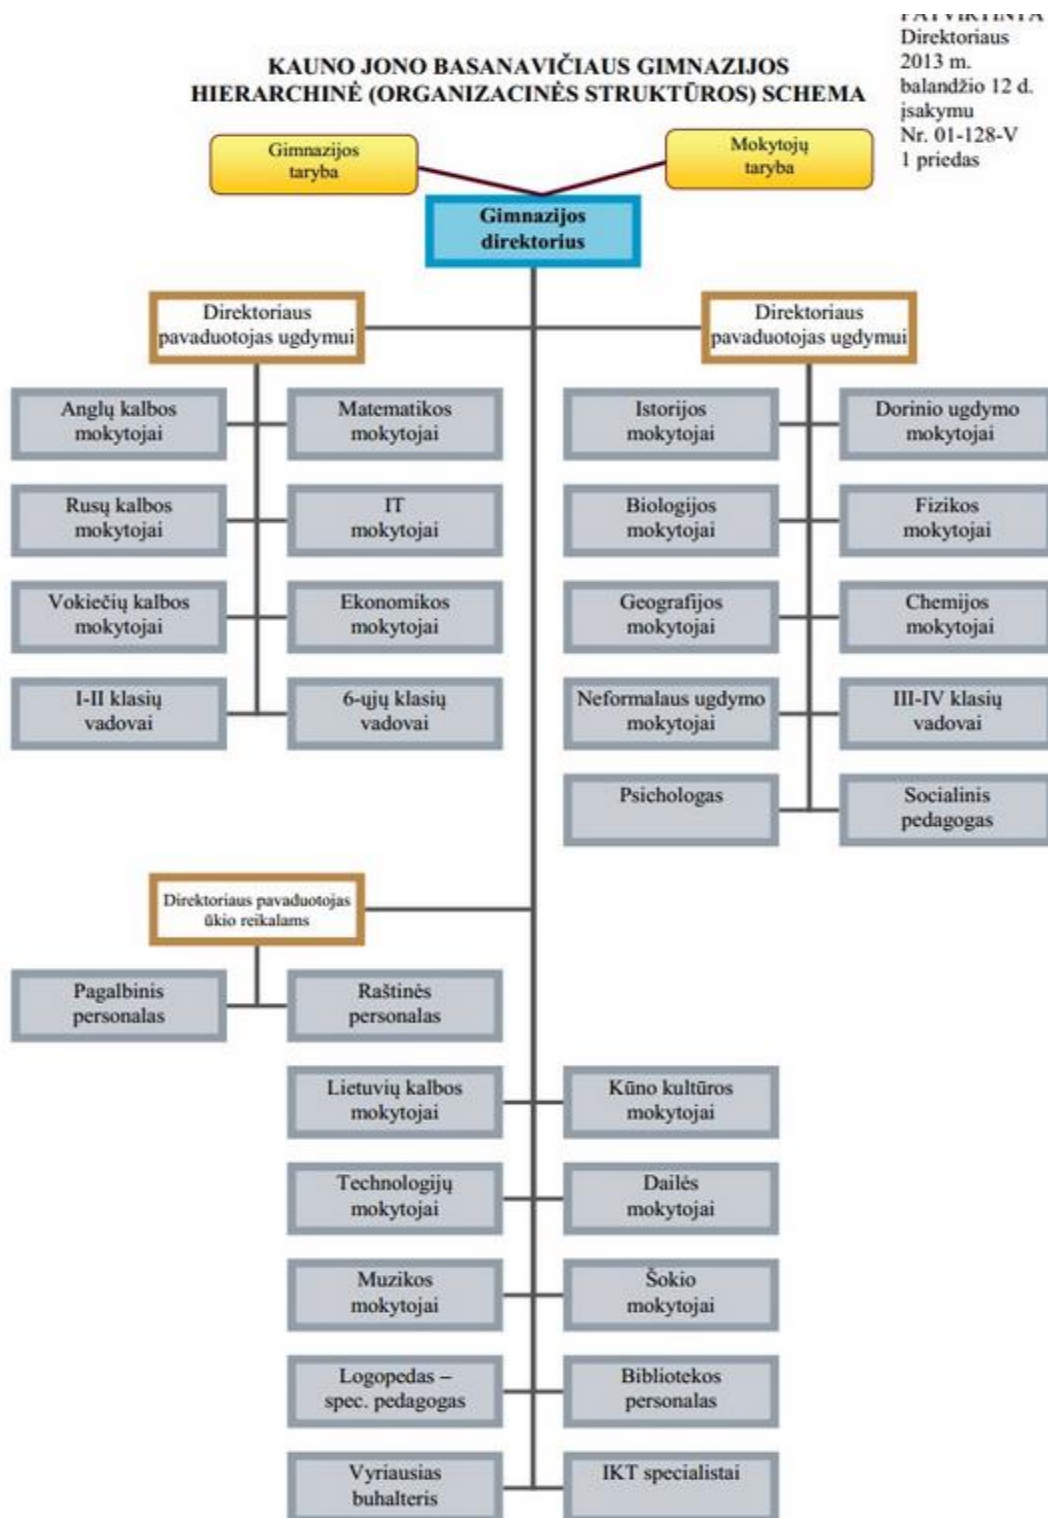 PATVIRTINTA
Direktoriaus
2013 m.
balandžio 12 d.
įsakymu
Nr. 01-128-V
1 priedas
KAUNO JONO BASANAVIČIAUS GIMNAZIJOS
HIERARCHINĖ (ORGANIZACINĖS STRUKTŪROS) SCHEMA
Gimnazijos
taryba
Mokytojų
taryba
Gimnazijos
direktorius
Direktoriaus
pavaduotojas ugdymui
Direktoriaus
pavaduotojas ugdymui
Anglų kalbos
mokytojai
Matematikos
mokytojai
Istorijos
mokytojai
Dorinio ugdymo
mokytojai
Rusų kalbos
mokytojai
IT
mokytojai
Biologijos
mokytojai
Fizikos
mokytojai
Vokiečių kalbos
mokytojai
Ekonomikos
mokytojai
Geografijos
mokytojai
Chemijos
mokytojai
I-II klasių
vadovai
6-ųjų klasių
vadovai
Neformalaus ugdymo
mokytojai
III-IV klasių
vadovai
Psichologas
Socialinis
pedagogas
Direktoriaus pavaduotojas
ūkio reikalams
Pagalbinis
personalas
Raštinės
personalas
Lietuvių kalbos
mokytojai
Kūno kultūros
mokytojai
Technologijų
mokytojai
Dailės
mokytojai
Muzikos
mokytojai
Šokio
mokytojai
Logopedas –
spec. pedagogas
Bibliotekos
personalas
Vyriausias
buhalteris
IKT specialistai